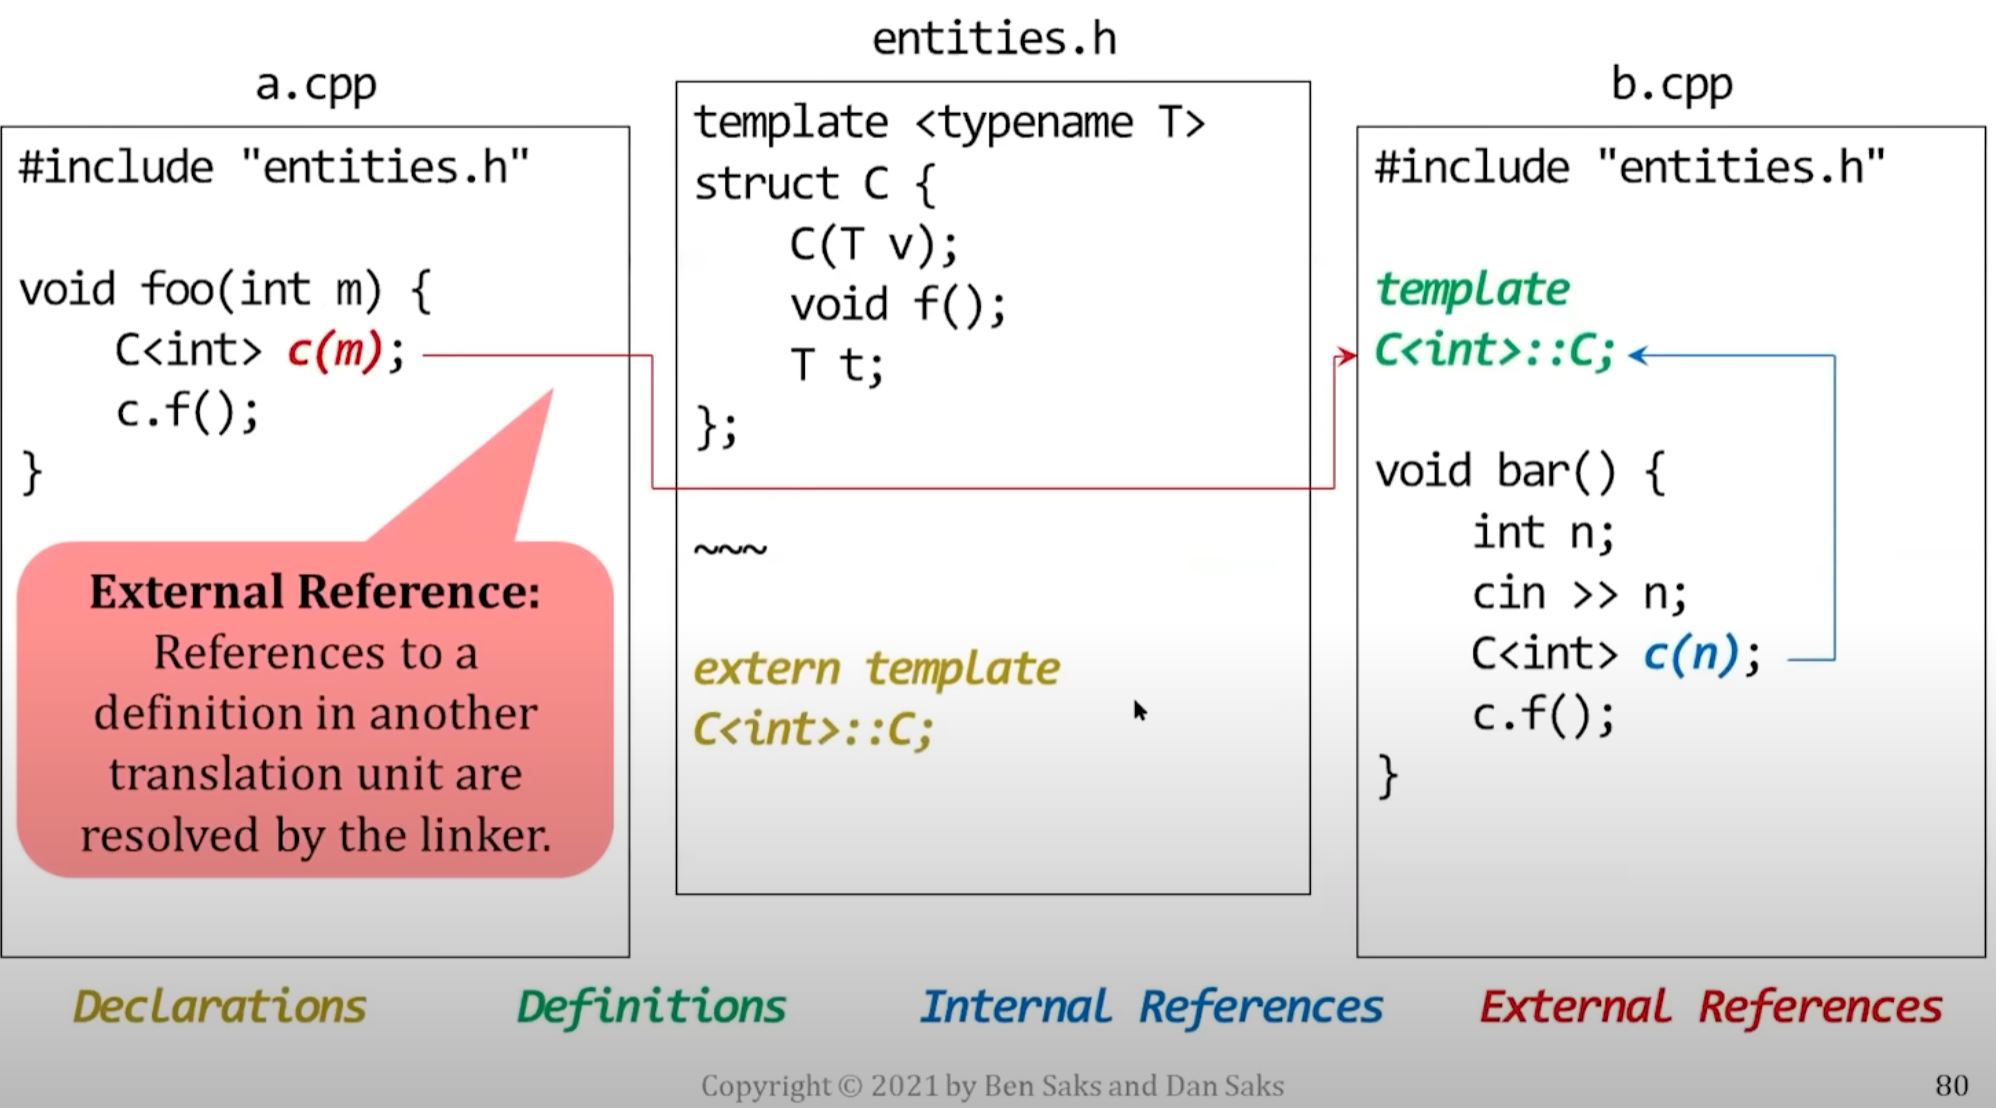 a.cpp
#include "entities.h"
void foo(int m) {
C<int> c(m);
c.f();
}
External Reference:
References to a
definition in another
translation unit are
resolved by the linker.
entities.h
template <typename T>
struct C {
C(T v);
void f();
T t;
};
~~~
extern template
C<int>::C;
b.cpp
#include "entities.h"
template
C<int>::C;
void bar() {
int n;
cin >> n;
C<int> c(n);
c.f();
}
Declarations
Definitions
Internal References
External References
Copyright © 2021 by Ben Saks and Dan Saks
80